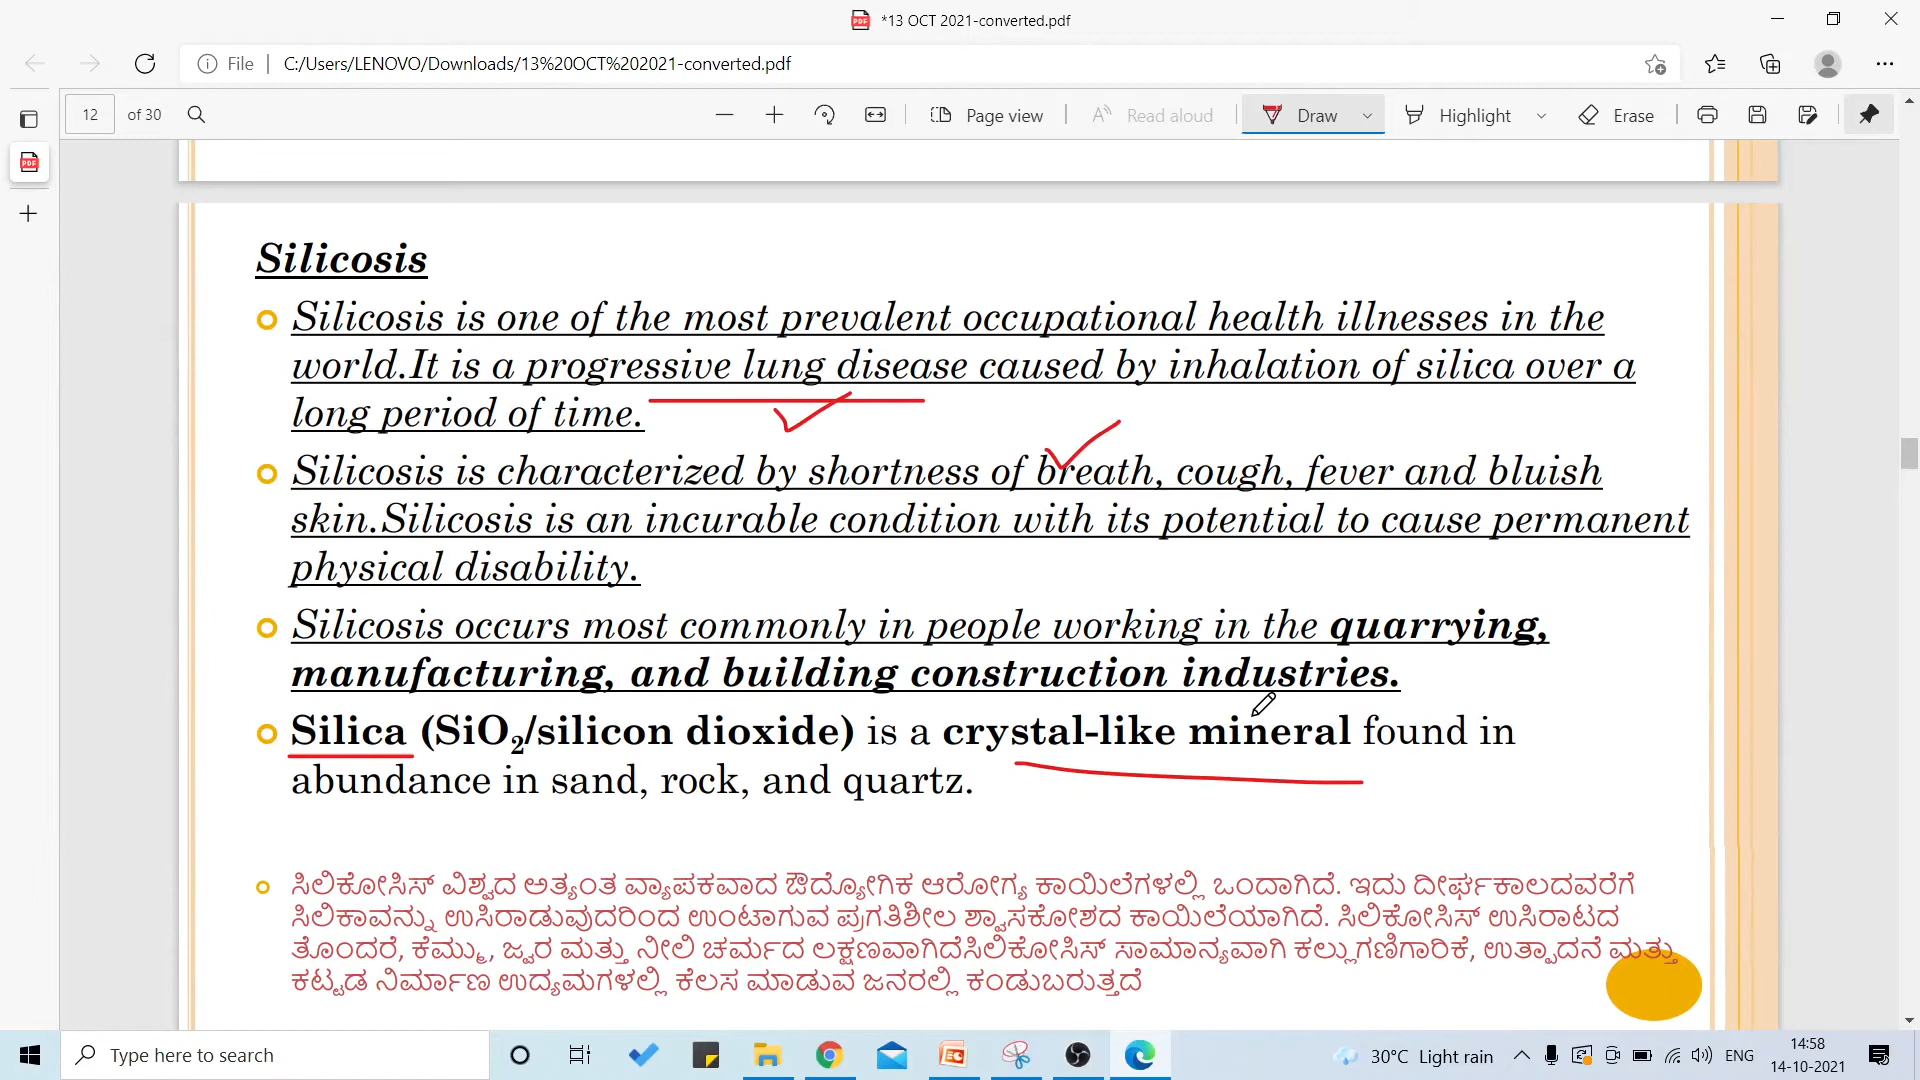 *13 OCT 2021-converted.pdf
File
C:/Users/LENOVO/Downloads/13%20OCT%202021-converted.pdf
12 of 30
Page view
Read aloud
Draw
Highlight
Erase
Silicosis
Silicosis is one of the most prevalent occupational health illnesses in the
world.It is a progressive lung disease caused by inhalation of silica over a
long period of time.
Silicosis is characterized by shortness of breath, cough, fever and bluish
skin.Silicosis is an incurable condition with its potential to cause permanent
physical disability.
Silicosis occurs most commonly in people working in the quarrying,
manufacturing, and building construction industries.
Silica (SiO₂/silicon dioxide) is a crystal-like mineral found in
abundance in sand, rock, and quartz.
ಸಿಲಿಕೋಸಿಸ್ ವಿಶ್ವದ ಅತ್ಯಂತ ವ್ಯಾಪಕವಾದ ಔದ್ಯೋಗಿಕ ಆರೋಗ್ಯ ಕಾಯಿಲೆಗಳಲ್ಲಿ ಒಂದಾಗಿದೆ. ಇದು ದೀರ್ಘಕಾಲದವರೆಗೆ
ಸಿಲಿಕಾವನ್ನು ಉಸಿರಾಡುವುದರಿಂದ ಉಂಟಾಗುವ ಪ್ರಗತಿಶೀಲ ಶ್ವಾಸಕೋಶದ ಕಾಯಿಲೆಯಾಗಿದೆ. ಸಿಲಿಕೋಸಿಸ್ ಉಸಿರಾಟದ
ತೊಂದರೆ, ಕೆಮ್ಮು, ಜ್ವರ ಮತ್ತು ನೀಲಿ ಚರ್ಮದ ಲಕ್ಷಣವಾಗಿದೆಸಿಲಿಕೋಸಿಸ್ ಸಾಮಾನ್ಯವಾಗಿ ಕಲ್ಲುಗಣಿಗಾರಿಕೆ, ಉತ್ಪಾದನೆ ಮತ್ತು
ಕಟ್ಟಡ ನಿರ್ಮಾಣ ಉದ್ಯಮಗಳಲ್ಲಿ ಕೆಲಸ ಮಾಡುವ ಜನರಲ್ಲಿ ಕಂಡುಬರುತ್ತದೆ
Type here to search
30°C Light rain
ENG
14:58
14-10-2021